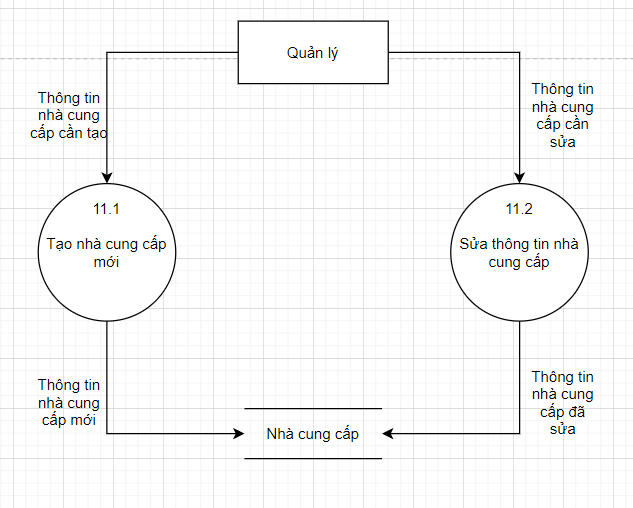 Quản lý
Thông tin
nhà cung
cấp cần tạo
Thông tin
nhà cung
cấp cần
sửa
11.1
Tạo nhà cung cấp
mới
11.2
Sửa thông tin nhà
cung cấp
Thông tin
nhà cung
cấp mới
Thông tin
nhà cung
cấp đã
sửa
Nhà cung cấp